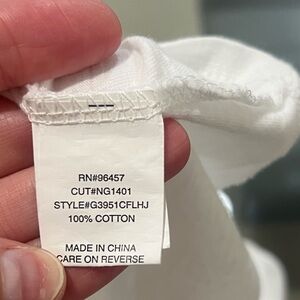 RN#96457
CUT#NG1401
STYLE#G3951CFLHJ
100% COTTON
MADE IN CHINA
CARE ON REVERSE